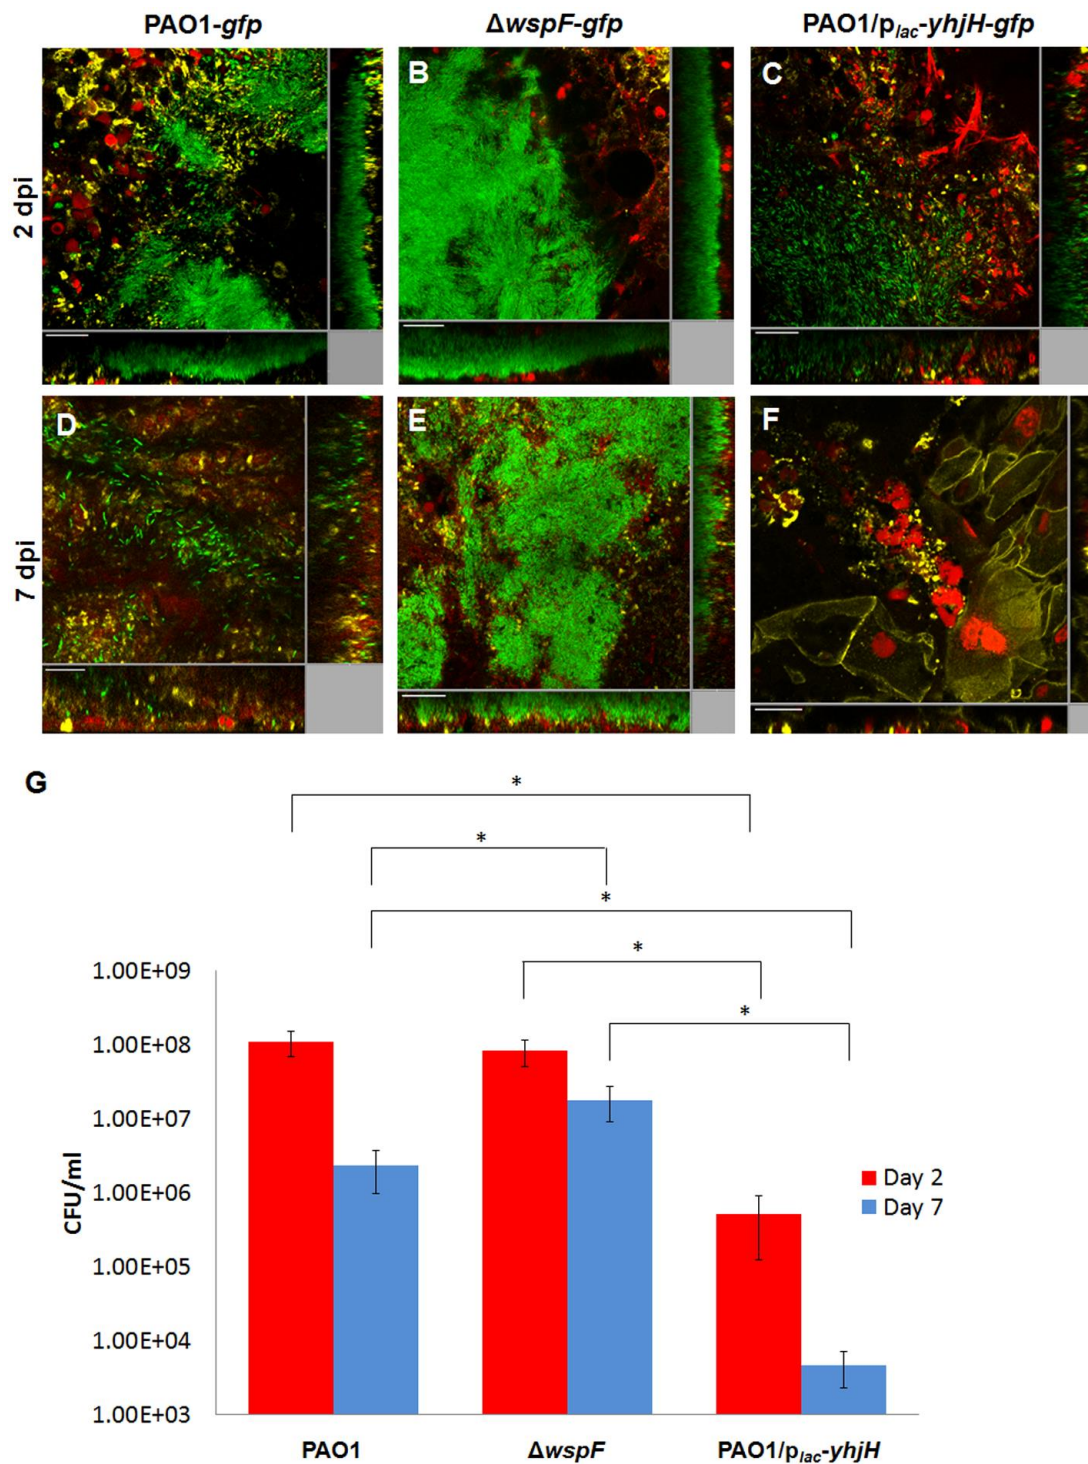 PAO1-gfp ΔwspF-gfp PAO1/plac-yhjH-gfp
2 dpi
B
C
7 dpi
D
E
F
G
*
*
*
*
*
1.00E+09
1.00E+08
1.00E+07
1.00E+06
1.00E+05
1.00E+04
1.00E+03
CFU/ml
Day 2
Day 7
PAO1 ΔwspF PAO1/plac-yhjH